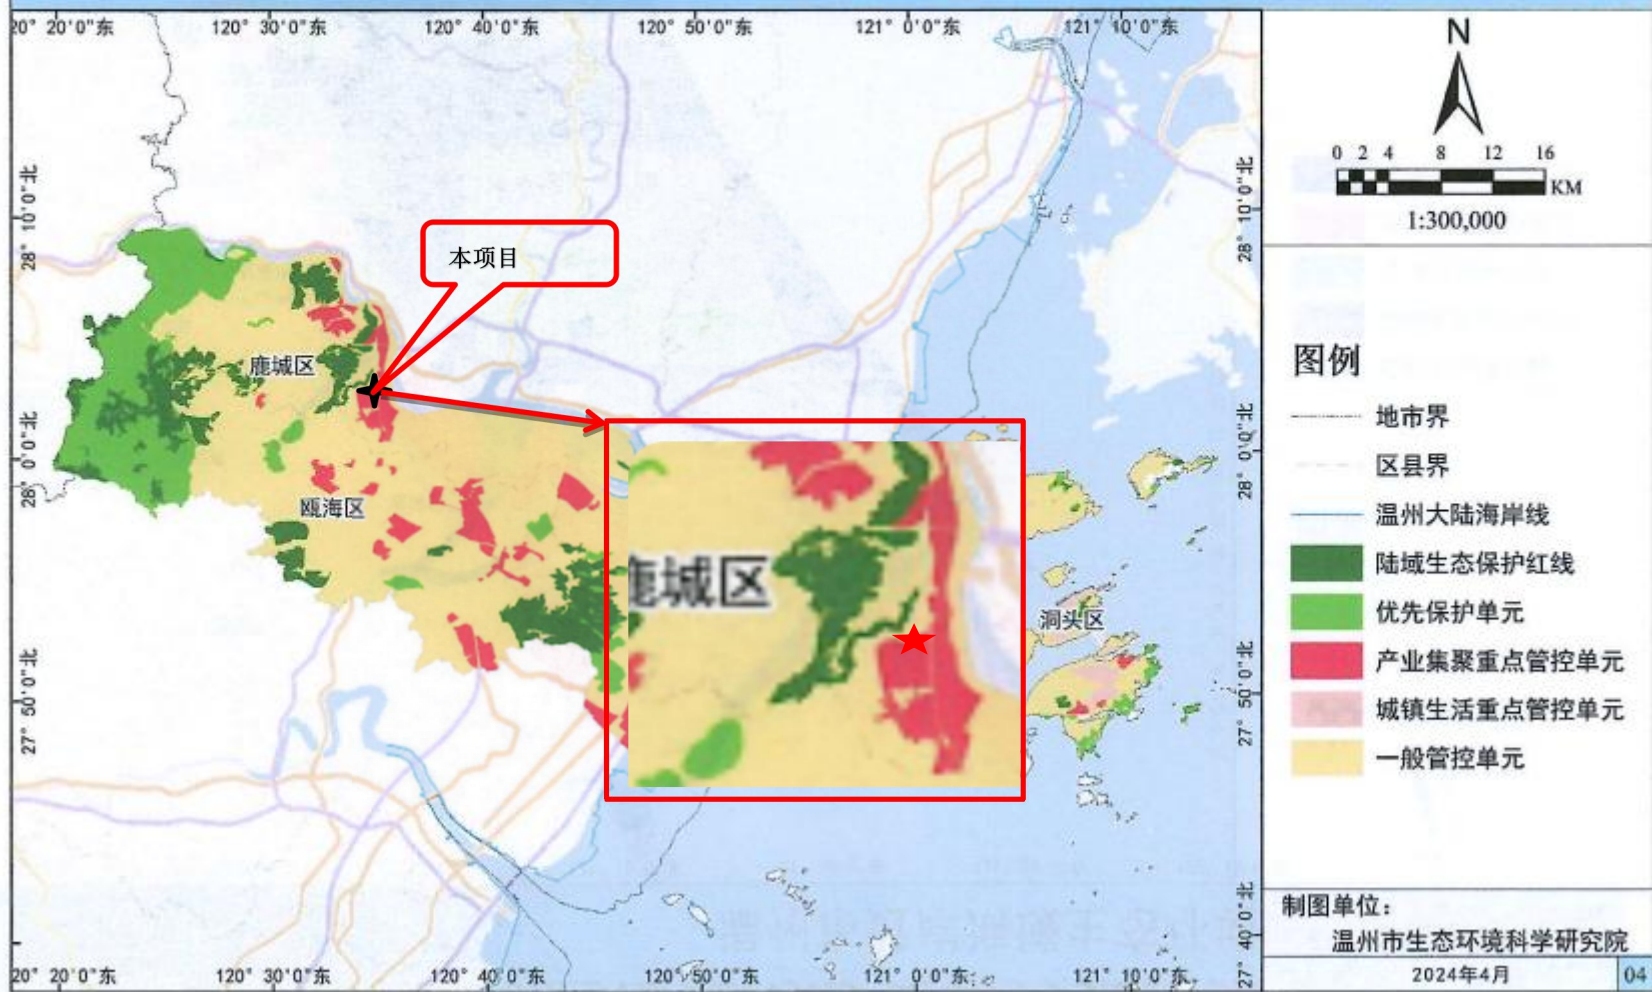 20° 20′0″东 120° 30′0″东 120° 40′0″东 120° 50′0″东 121° 0′0″东 121° 10′0″东
28° 10′0″北
28° 0′0″北
27° 50′0″北
28° 10′0″北
28° 0′0″北
27° 50′0″北
27° 40′0″北
本项目
鹿城区
瓯海区
鹿城区
洞头区
20° 20′0″东 120° 30′0″东 120° 40′0″东 120° 50′0″东 121° 0′0″东 121° 10′0″东
N
0 2 4 8 12 16
KM
1:300,000
图例
地市界
区县界
温州大陆海岸线
陆域生态保护红线
优先保护单元
产业集聚重点管控单元
城镇生活重点管控单元
一般管控单元
制图单位：
温州市生态环境科学研究院
2024年4月
04